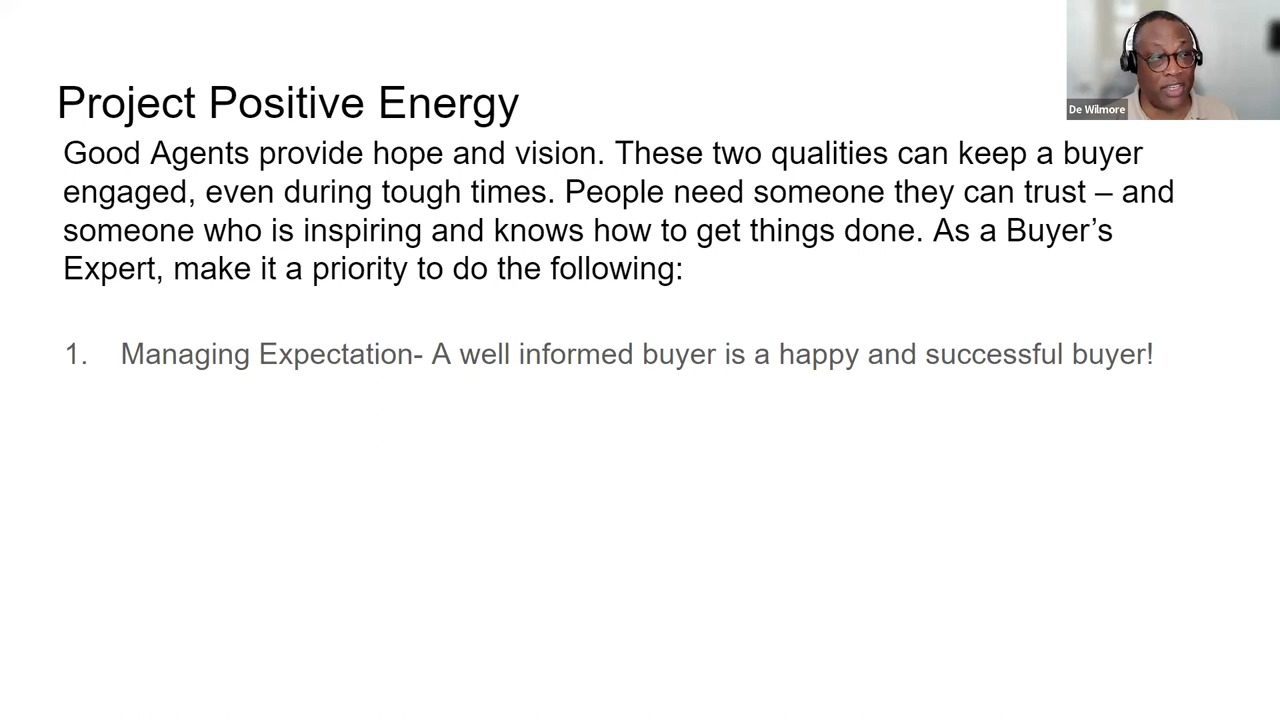 Project Positive Energy
Good Agents provide hope and vision. These two qualities can keep a buyer
engaged, even during tough times. People need someone they can trust – and
someone who is inspiring and knows how to get things done. As a Buyer’s
Expert, make it a priority to do the following:
1. Managing Expectation- A well informed buyer is a happy and successful buyer!
De Wilmore